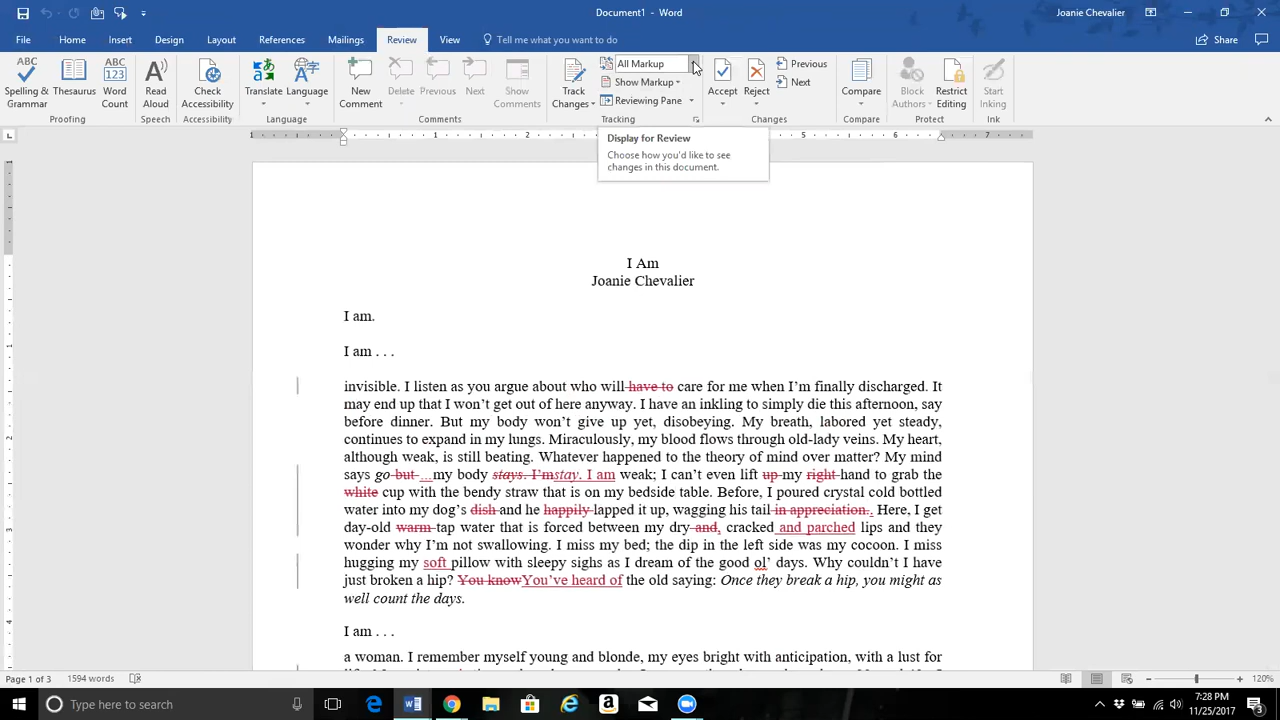 Document1 - Word
Joanie Chevalier
File Home Insert Design Layout References Mailings Review View Tell me what you want to do Share
Spelling & Grammar
Thesaurus
Word Count
Proofing
Read Aloud
Speech
Check Accessibility
Accessibility
Translate
Language
Language
New Comment
Delete
Previous
Next
Show Comments
Comments
Track Changes
All Markup
Show Markup
Reviewing Pane
Tracking
Accept
Reject
Previous
Next
Changes
Compare
Compare
Block Authors
Restrict Editing
Protect
Start Inking
Ink
Display for Review
Choose how you'd like to see
changes in this document.
I Am
Joanie Chevalier
I am.
I am . . .
invisible. I listen as you argue about who will have to care for me when I’m finally discharged. It
may end up that I won’t get out of here anyway. I have an inkling to simply die this afternoon, say
before dinner. But my body won’t give up yet, disobeying. My breath, labored yet steady,
continues to expand in my lungs. Miraculously, my blood flows through old-lady veins. My heart,
although weak, is still beating. Whatever happened to the theory of mind over matter? My mind
says go but ...my body stays. I’mstay. I am weak; I can’t even lift up my right hand to grab the
white cup with the bendy straw that is on my bedside table. Before, I poured crystal cold bottled
water into my dog’s dish and he happily lapped it up, wagging his tail in appreciation.. Here, I get
day-old warm tap water that is forced between my dry and, cracked and parched lips and they
wonder why I’m not swallowing. I miss my bed; the dip in the left side was my cocoon. I miss
hugging my soft pillow with sleepy sighs as I dream of the good ol’ days. Why couldn’t I have
just broken a hip? You knowYou’ve heard of the old saying: Once they break a hip, you might as
well count the days.
I am . . .
a woman. I remember myself young and blonde, my eyes bright with anticipation, with a lust for
Page 1 of 3 1594 words 120%
Type here to search
7:28 PM
11/25/2017